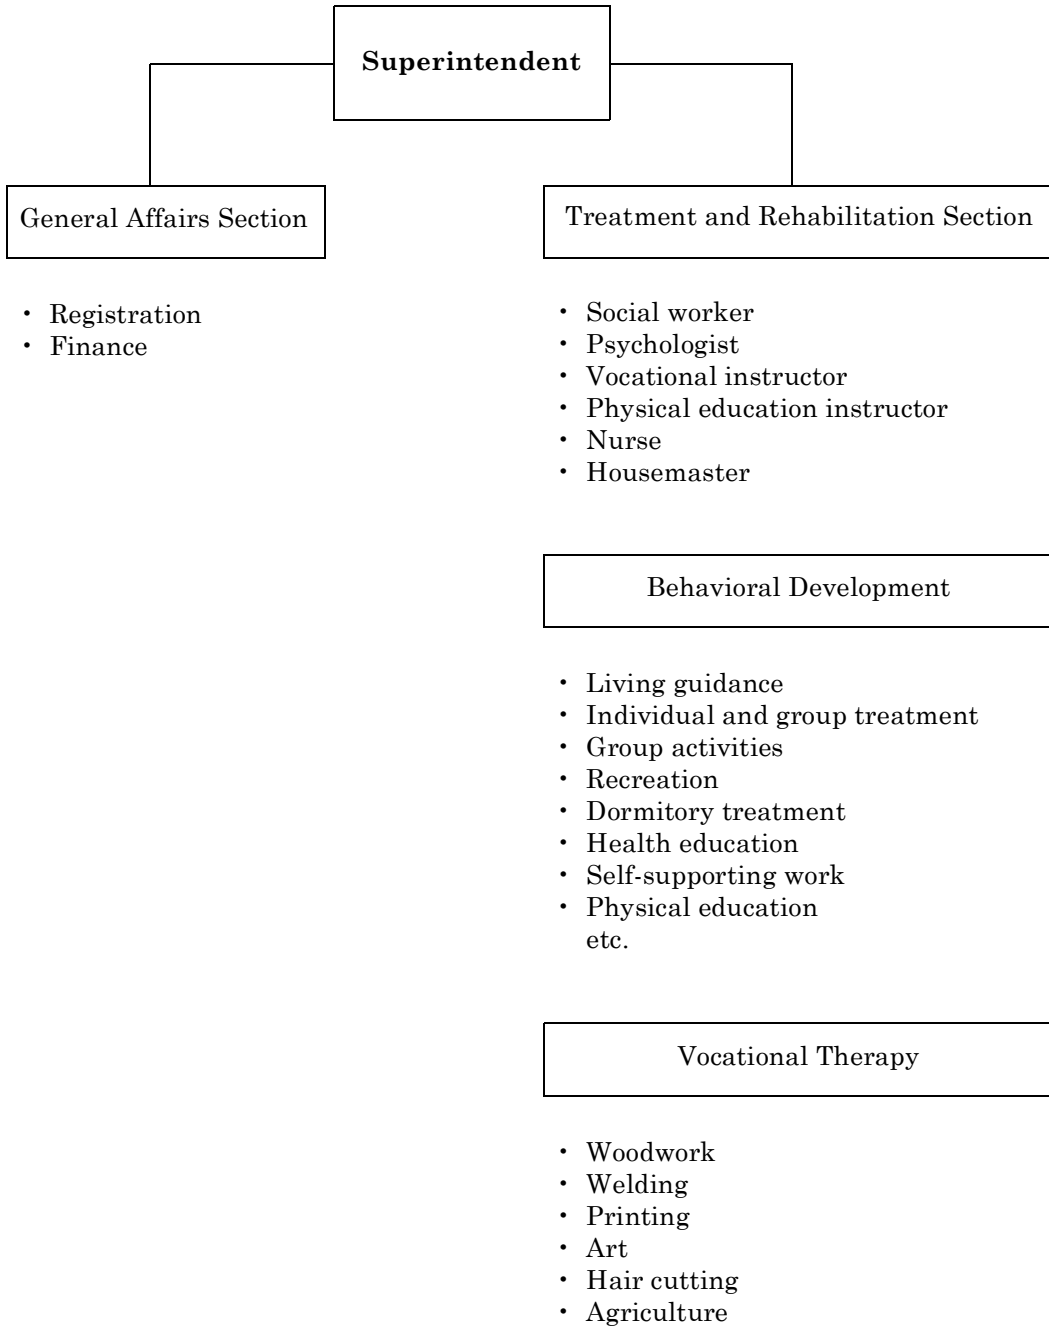 Superintendent
General Affairs Section
・ Registration
・ Finance
Treatment and Rehabilitation Section
・ Social worker
・ Psychologist
・ Vocational instructor
・ Physical education instructor
・ Nurse
・ Housemaster
Behavioral Development
・ Living guidance
・ Individual and group treatment
・ Group activities
・ Recreation
・ Dormitory treatment
・ Health education
・ Self-supporting work
・ Physical education
etc.
Vocational Therapy
・ Woodwork
・ Welding
・ Printing
・ Art
・ Hair cutting
・ Agriculture